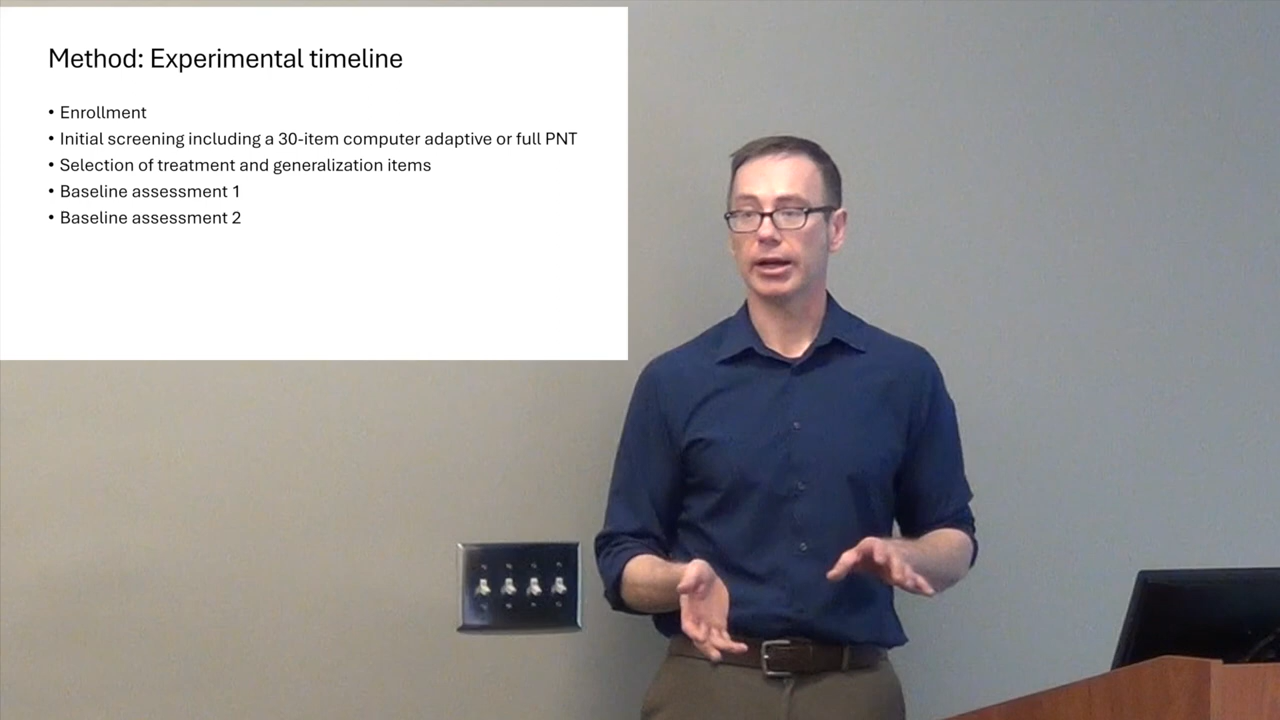 Method: Experimental timeline
• Enrollment
• Initial screening including a 30-item computer adaptive or full PNT
• Selection of treatment and generalization items
• Baseline assessment 1
• Baseline assessment 2